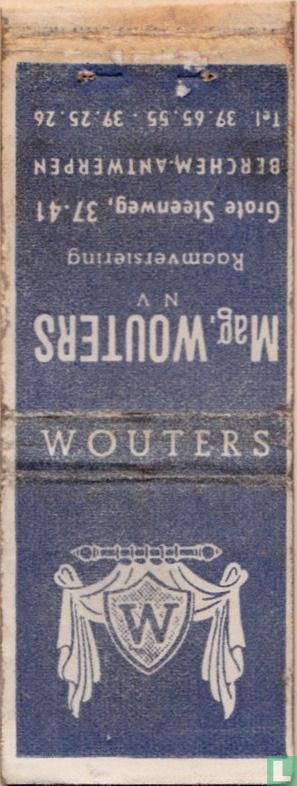 Mag. WOUTERS
N V
Raamversiering
Grote Steenweg, 37-41
BERCHEM-ANTWERPEN
Tel 39.65.55 - 39.25.26
WOUTERS
W
L